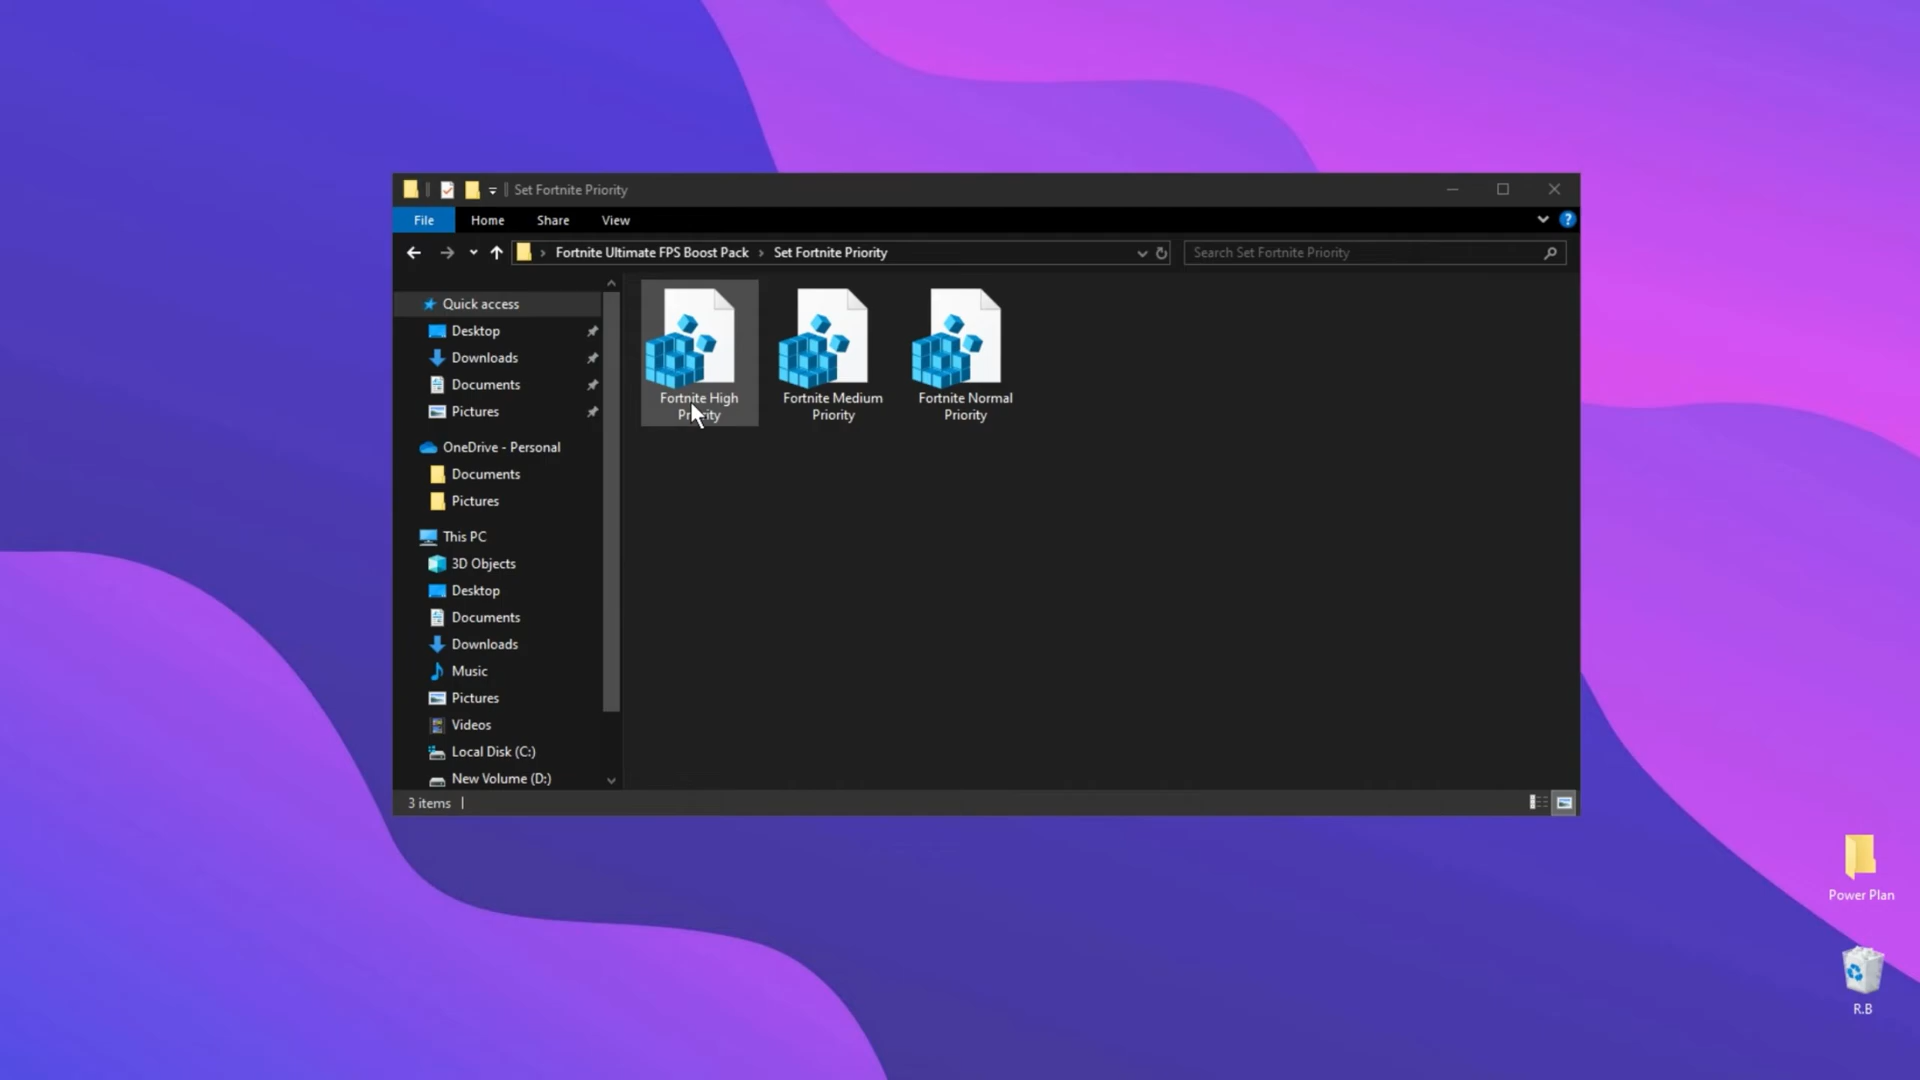 Set Fortnite Priority
File Home Share View
Fortnite Ultimate FPS Boost Pack Set Fortnite Priority
Search Set Fortnite Priority
Quick access
Desktop
Downloads
Documents
Pictures
OneDrive - Personal
Documents
Pictures
This PC
3D Objects
Desktop
Documents
Downloads
Music
Pictures
Videos
Local Disk (C:)
New Volume (D:)
Fortnite High
Priority
Fortnite Medium
Priority
Fortnite Normal
Priority
3 items
Power Plan
R.B